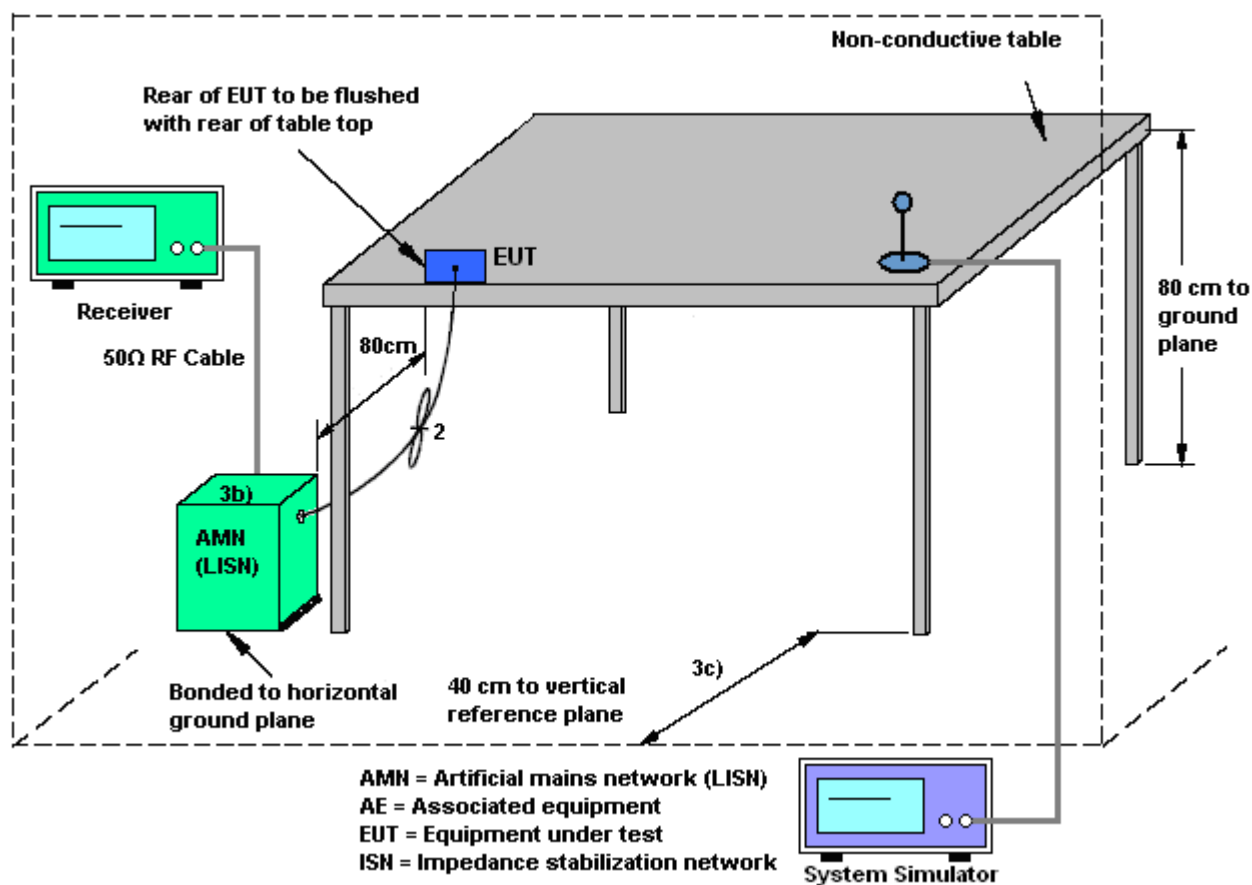 Non-conductive table
Rear of EUT to be flushed
with rear of table top
EUT
Receiver
80 cm to
ground
plane
50Ω RF Cable
80cm
2
3b)
AMN
(LISN)
3c)
Bonded to horizontal
ground plane
40 cm to vertical
reference plane
AMN = Artificial mains network (LISN)
AE = Associated equipment
EUT = Equipment under test
ISN = Impedance stabilization network
System Simulator